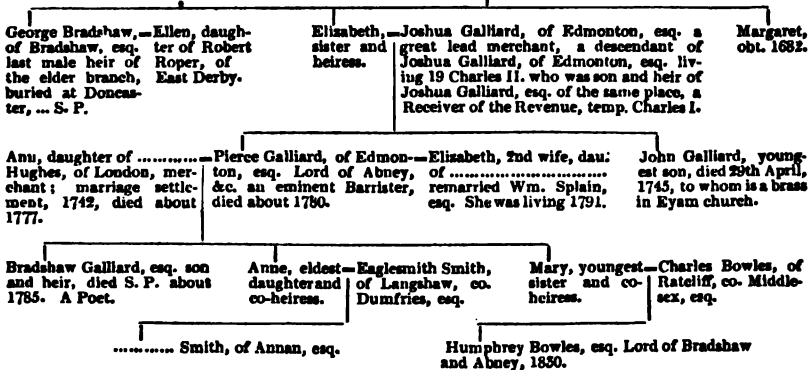 George Bradshaw,=
of Bradshaw, esq.
last male heir of
the elder branch,
buried at Doncas-
ter, ... S. P.
Ellen, daugh-
ter of Robert
Roper, of
East Derby.
Elizabeth,=
sister and
heiress.
Joshua Galliard, of Edmonton, esq. a
great lead merchant, a descendant of
Joshua Galliard, of Edmonton, esq. liv-
ing 19 Charles II. who was son and heir of
Joshua Galliard, esq. of the same place, a
Receiver of the Revenue, temp. Charles I.
Margaret,
obt. 1682.
Anu, daughter of ............=
Hughes, of London, mer-
chant; marriage settle-
ment, 1742, died about
1777.
Pierce Galliard, of Edmon-=
ton, esq. Lord of Abney,
&c. an eminent Barrister,
died about 1780.
Elizabeth, 2nd wife, dau:
of ..............................
remarried Wm. Splain,
esq. She was living 1791.
John Galliard, young-
est son, died 29th April,
1745, to whom is a brass
in Eyam church.
Bradshaw Galliard, esq. son
and heir, died S. P. about
1785. A Poet.
Anne, eldest=
daughter and
co-heiress.
Eaglesmith Smith,
of Langshaw, co.
Dumfries, esq.
Mary, youngest=
sister and co-
heiress.
Charles Bowles, of
Ratcliff, co. Middle-
sex, esq.
............ Smith, of Annan, esq.
Humphrey Bowles, esq. Lord of Bradshaw
and Abney, 1830.